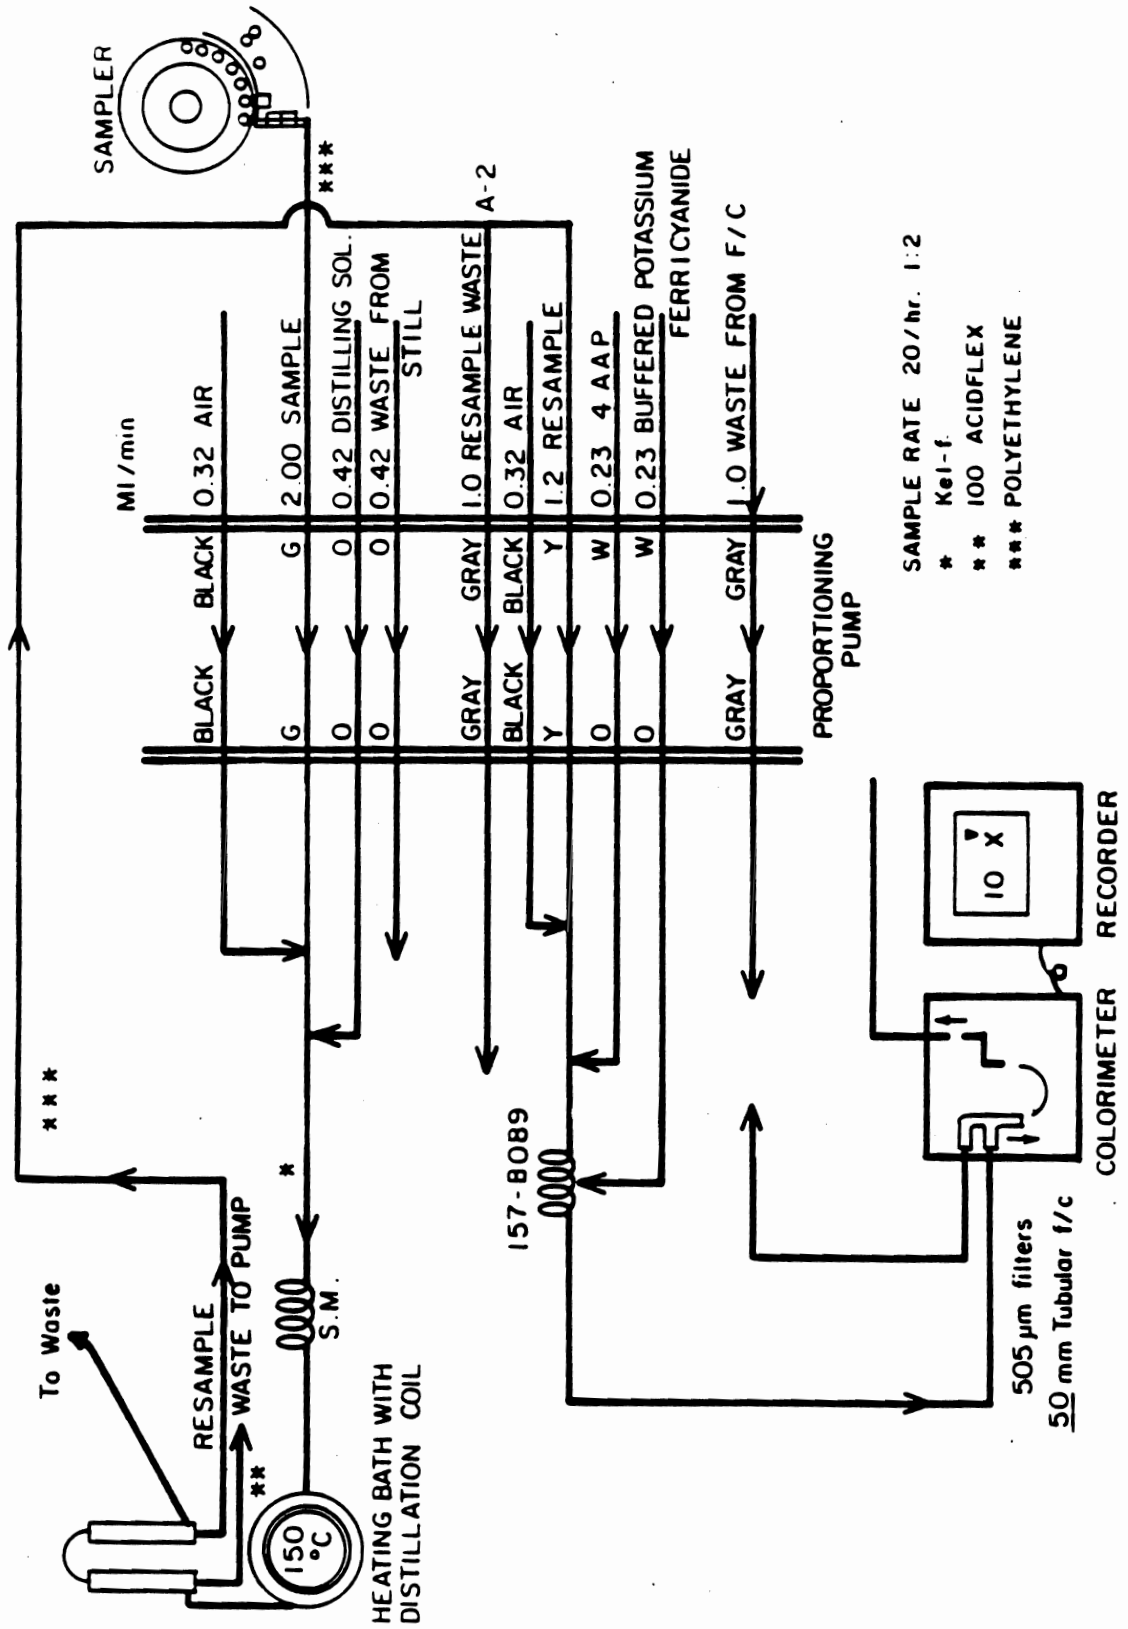 SAMPLER
***
Ml/min
BLACK BLACK 0.32 AIR
G G 2.00 SAMPLE
O O 0.42 DISTILLING SOL.
O O 0.42 WASTE FROM
STILL
GRAY GRAY 1.0 RESAMPLE WASTE
A-2
BLACK BLACK 0.32 AIR
Y Y 1.2 RESAMPLE
O W 0.23 4 AAP
O W 0.23 BUFFERED POTASSIUM
FERRICYANIDE
GRAY GRAY 1.0 WASTE FROM F/C
PROPORTIONING
PUMP
SAMPLE RATE 20/hr. 1:2
* Kel-f
** 100 ACIDFLEX
*** POLYETHYLENE
***
To Waste
RESAMPLE
WASTE TO PUMP
**
*
S.M.
150
°C
HEATING BATH WITH
DISTILLATION COIL
157-B089
10 X
RECORDER
COLORIMETER
505μm filters
50 mm Tubular f/c